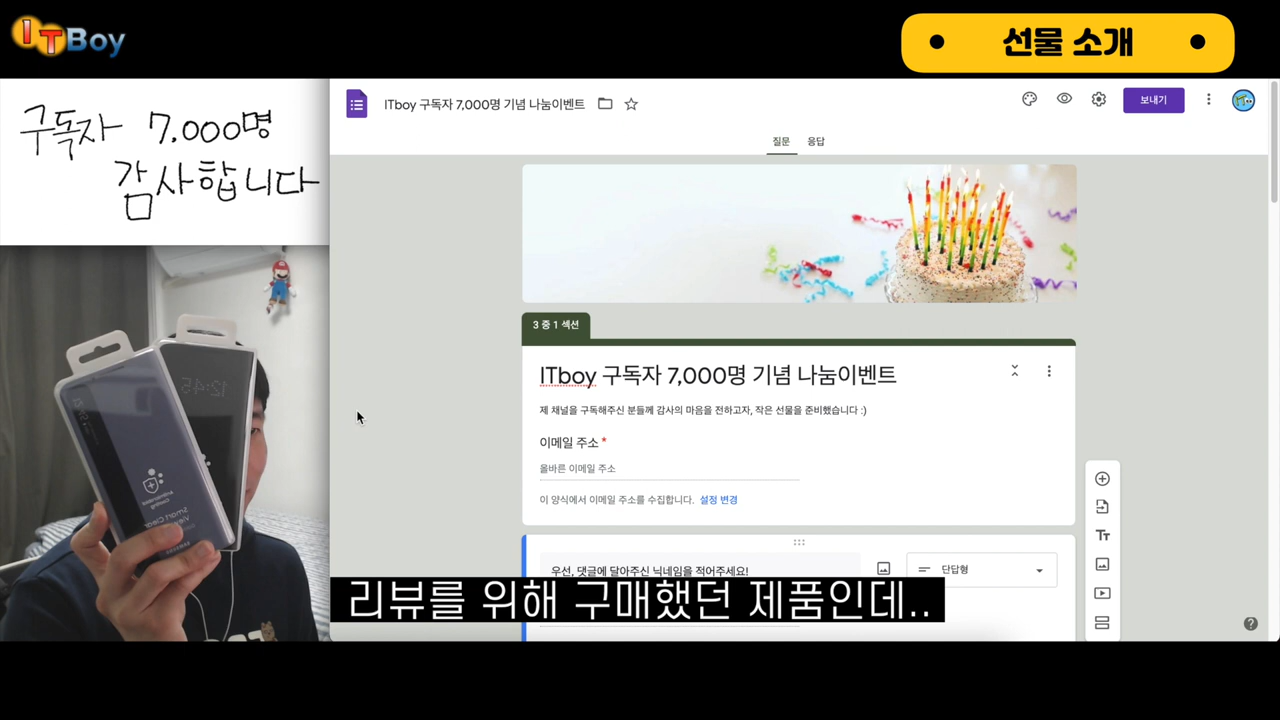 ITBoy
선물 소개
구독자 7,000명
감사합니다
ITboy 구독자 7,000명 기념 나눔이벤트
보내기
질문 응답
3 중 1 섹션
ITboy 구독자 7,000명 기념 나눔이벤트
제 채널을 구독해주신 분들께 감사의 마음을 전하고자, 작은 선물을 준비했습니다 :)
이메일 주소 *
올바른 이메일 주소
이 양식에서 이메일 주소를 수집합니다. 설정 변경
우선, 댓글에 달아주신 닉네임을 적어주세요!
단답형
Tт
리뷰를 위해 구매했던 제품인데..
12:45
Antimicrobial
Coating
Smart Clear
View
SAMSUNG